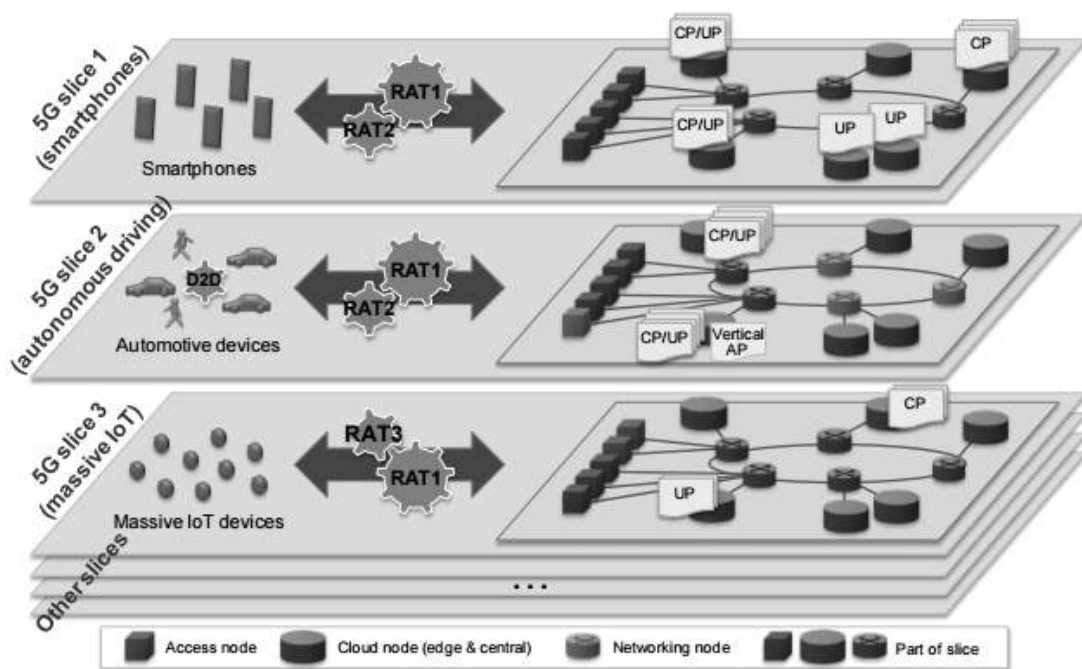 5G slice 1
(smartphones)
Smartphones
RAT1
RAT2
CP/UP
CP
CP/UP
UP
UP
5G slice 2
(autonomous driving)
D2D
Automotive devices
RAT1
RAT2
CP/UP
CP/UP
Vertical
AP
5G slice 3
(massive IoT)
Massive IoT devices
RAT3
RAT1
CP
UP
Other slices
...
Access node
Cloud node (edge & central)
Networking node
Part of slice